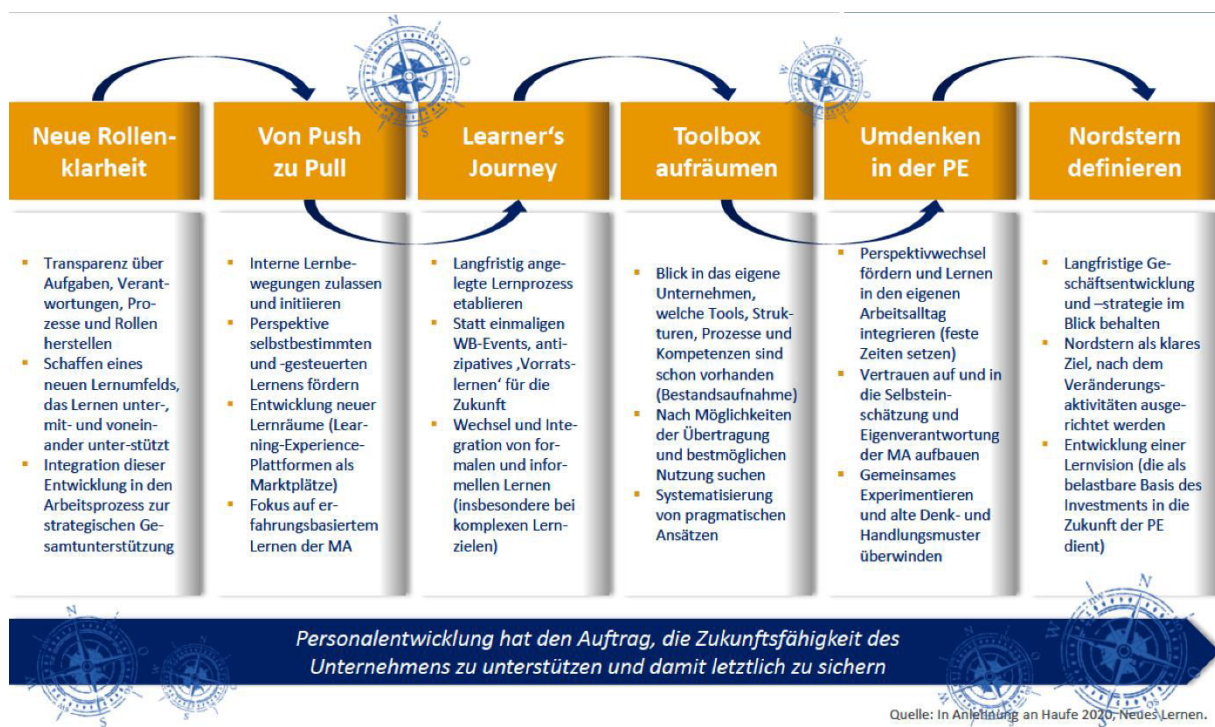 Neue Rollen-
klarheit
Transparenz über
Aufgaben, Verant-
wortungen, Pro-
zesse und Rollen
herstellen
Schaffen eines
neuen Lernumfelds,
das Lernen unter-,
mit- und vonein-
ander unter-stützt
Integration dieser
Entwicklung in den
Arbeitsprozess zur
strategischen Ge-
samtunterstützung
Von Push
zu Pull
Interne Lernbe-
wegungen zulassen
und initiieren
Perspektive
selbstbestimmten
und -gesteuerten
Lernens fördern
Entwicklung neuer
Lernräume (Lear-
ning-Experience-
Plattformen als
Marktplätze)
Fokus auf er-
fahrungsbasiertem
Lernen der MA
Learner's
Journey
Langfristig ange-
legte Lernprozess
etablieren
Statt einmaligen
WB-Events, anti-
zipatives ‚Vorrats-
lernen' für die
Zukunft
Wechsel und Inte-
gration von for-
malen und infor-
mellen Lernen
(insbesondere bei
komplexen Lern-
zielen)
Toolbox
aufräumen
Blick in das eigene
Unternehmen,
welche Tools, Struk-
turen, Prozesse und
Kompetenzen sind
schon vorhanden
(Bestandsaufnahme)
Nach Möglichkeiten
der Übertragung
und bestmöglichen
Nutzung suchen
Systematisierung
von pragmatischen
Ansätzen
Umdenken
in der PE
Perspektivwechsel
fördern und Lernen
in den eigenen
Arbeitsalltag
integrieren (feste
Zeiten setzen)
Vertrauen auf und in
die Selbstein-
schätzung und
Eigenverantwortung
der MA aufbauen
Gemeinsames
Experimentieren
und alte Denk- und
Handlungsmuster
überwinden
Nordstern
definieren
Langfristige Ge-
schäftsentwicklung
und –strategie im
Blick behalten
Nordstern als klares
Ziel, nach dem
Veränderungs-
aktivitäten ausge-
richtet werden
Entwicklung einer
Lernvision (die als
belastbare Basis des
Investments in die
Zukunft der PE
dient)
Personalentwicklung hat den Auftrag, die Zukunftsfähigkeit des
Unternehmens zu unterstützen und damit letztlich zu sichern
Quelle: In Anlehnung an Haufe 2020, Neues Lernen.